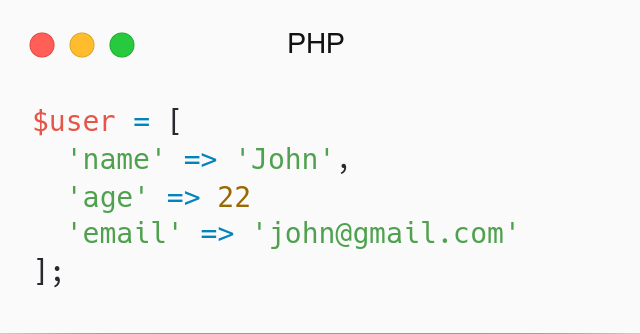 PHP
$user = [
  'name' => 'John',
  'age' => 22
  'email' => 'john@gmail.com'
];